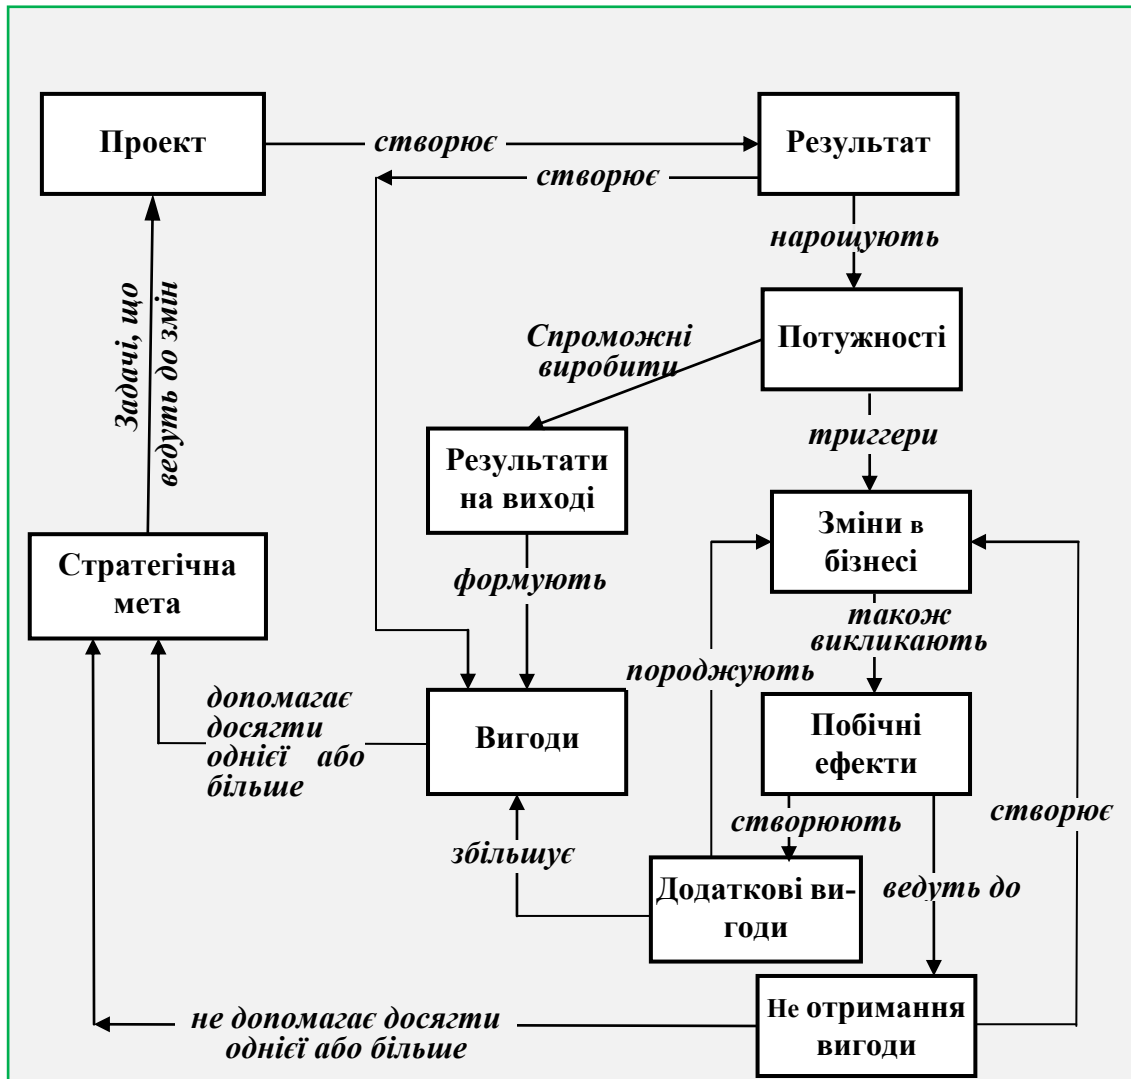 Проект
створює
Результат
створює
нарощують
Задачі, що
ведуть до змін
Спроможні
виробити
Потужності
триггери
Результати
на виході
Зміни в
бізнесі
Стратегічна
мета
формують
також
викликають
породжують
допомагає
досягти
однієї або
більше
Вигоди
Побічні
ефекти
створюють
створює
збільшує
Додаткові ви-
годи
ведуть до
не допомагає досягти
однієї або більше
Не отримання
вигоди